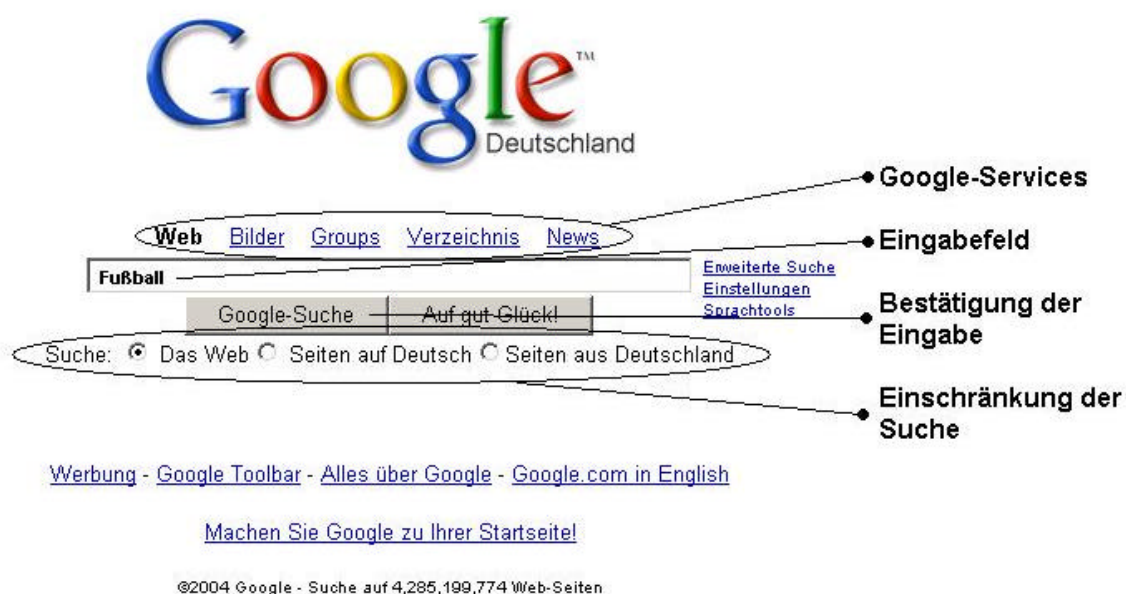 Google™
Deutschland
Google-Services
Web Bilder Groups Verzeichnis News
Eingabefeld
Fußball
Erweiterte Suche
Einstellungen
Sprachtools
Google-Suche Auf gut Glück!
Bestätigung der
Eingabe
Suche: Das Web Seiten auf Deutsch Seiten aus Deutschland
Einschränkung der
Suche
Werbung - Google Toolbar - Alles über Google - Google.com in English
Machen Sie Google zu Ihrer Startseite!
©2004 Google - Suche auf 4,285,199,774 Web-Seiten